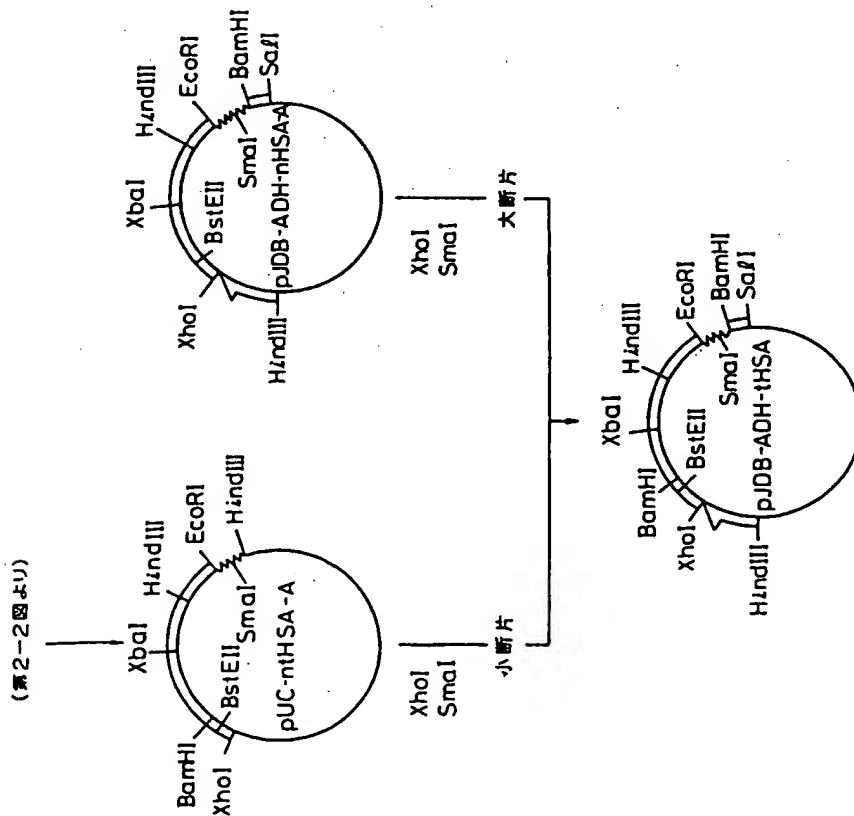 (第2-2図より)
XbaI
HindIII
EcoRI
BamHI
BstEII
SmaI
HindIII
XhoI
pUC-ntHSA-A
XhoI
SmaI
小断片
XbaI
HindIII
EcoRI
BamHI
SalI
BstEII
SmaI
XhoI
HindIII
pJDB-ADH-nHSA-A
XhoI
SmaI
大断片
XbaI
HindIII
EcoRI
BamHI
SalI
BamHI
BstEII
SmaI
XhoI
HindIII
pJDB-ADH-tHSA